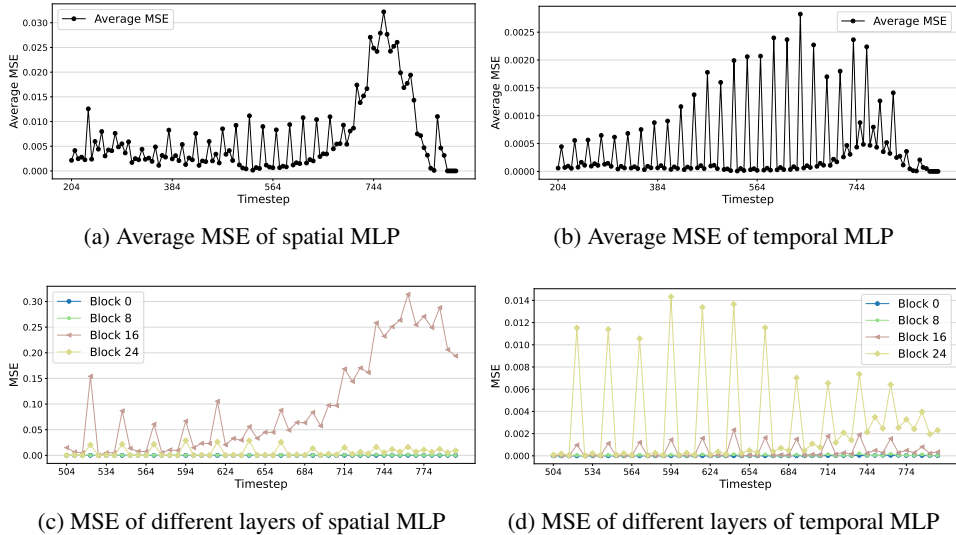 Average MSE
Average MSE
0.030
0.025
0.020
0.015
0.010
0.005
0.000
204
384
564
744
Timestep
(a) Average MSE of spatial MLP
Average MSE
Average MSE
0.0025
0.0020
0.0015
0.0010
0.0005
0.0000
204
384
564
744
Timestep
(b) Average MSE of temporal MLP
Block 0
Block 8
Block 16
Block 24
MSE
0.30
0.25
0.20
0.15
0.10
0.05
0.00
504
534
564
594
624
654
684
714
744
774
Timestep
(c) MSE of different layers of spatial MLP
Block 0
Block 8
Block 16
Block 24
MSE
0.014
0.012
0.010
0.008
0.006
0.004
0.002
0.000
504
534
564
594
624
654
684
714
744
774
Timestep
(d) MSE of different layers of temporal MLP